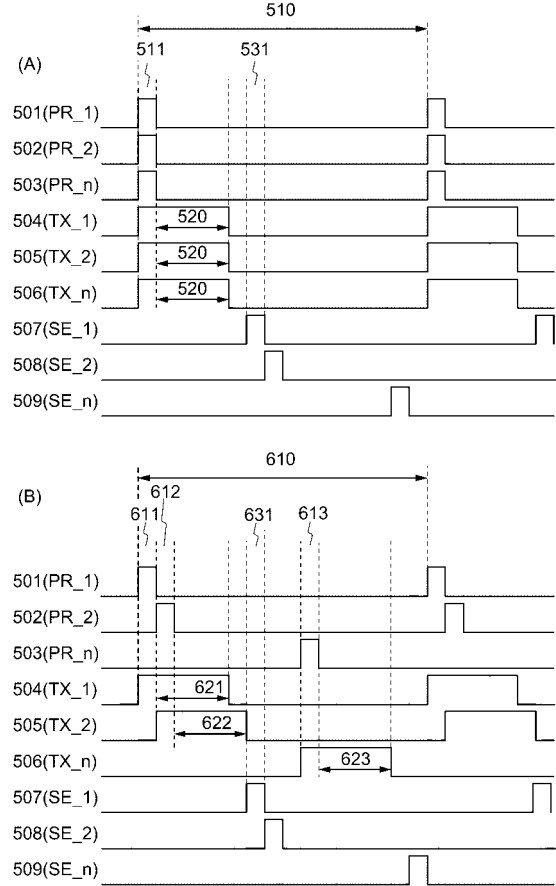 510
511 531
(A)
501(PR_1)
502(PR_2)
503(PR_n)
504(TX_1) 520
505(TX_2) 520
506(TX_n) 520
507(SE_1)
508(SE_2)
509(SE_n)
610
(B)
612
611 631 613
501(PR_1)
502(PR_2)
503(PR_n)
504(TX_1) 621
505(TX_2) 622
506(TX_n) 623
507(SE_1)
508(SE_2)
509(SE_n)